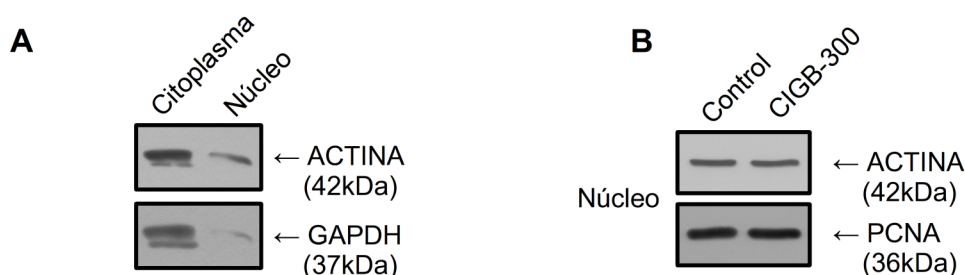 A
Citoplasma
Núcleo
← ACTINA
(42kDa)
← GAPDH
(37kDa)
B
Control
CIGB-300
Núcleo
← ACTINA
(42kDa)
← PCNA
(36kDa)